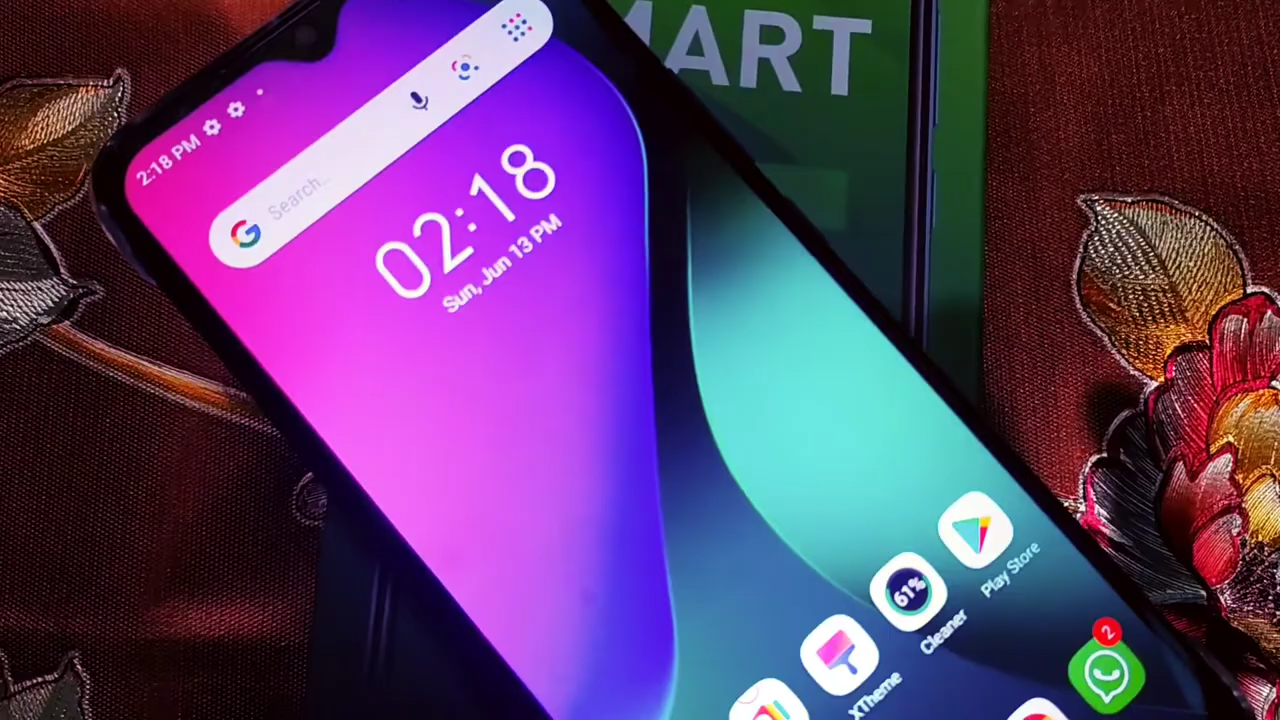 MART
2:18 PM
Search...
02:18
Sun, Jun 13 PM
Play Store
61%
Cleaner
XTheme
2